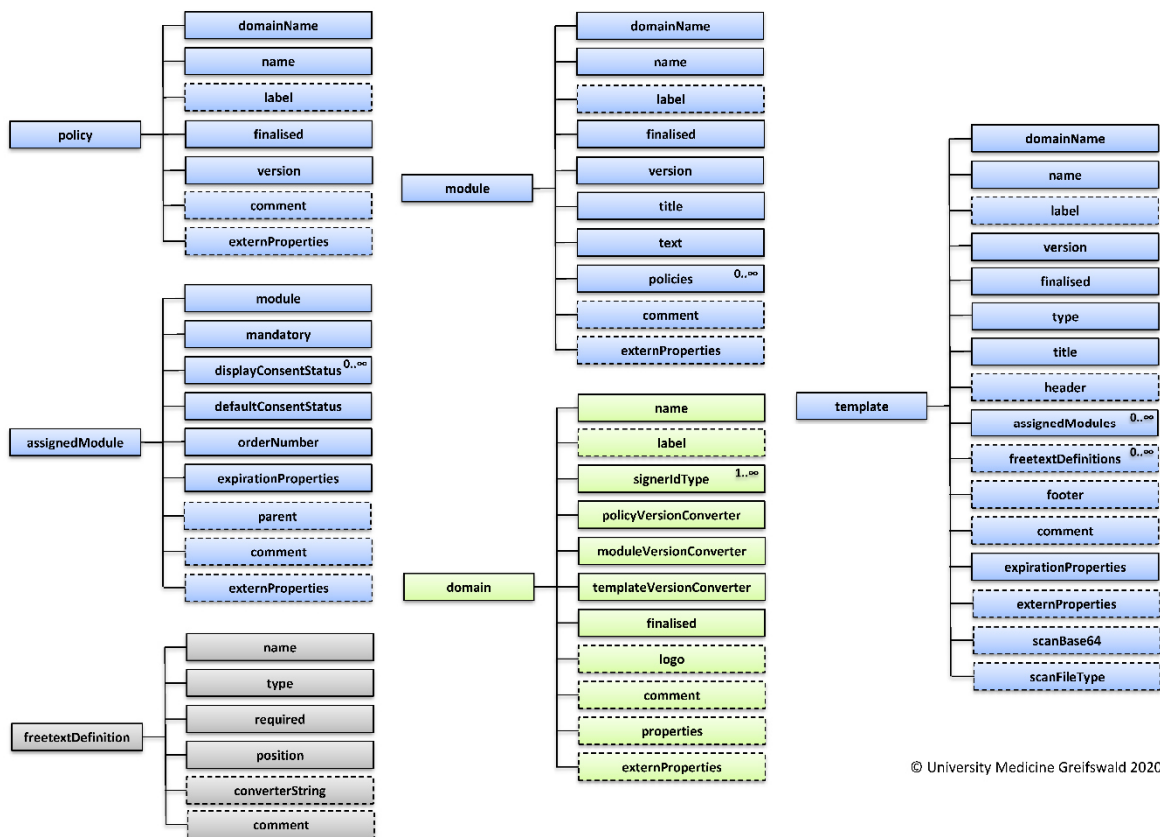 policy
domainName
name
label
finalised
version
comment
externProperties
assignedModule
module
mandatory
displayConsentStatus 0..∞
defaultConsentStatus
orderNumber
expirationProperties
parent
comment
externProperties
freetextDefinition
name
type
required
position
converterString
comment
module
domainName
name
label
finalised
version
title
text
policies 0..∞
comment
externProperties
domain
name
label
signerIdType 1..∞
policyVersionConverter
moduleVersionConverter
templateVersionConverter
finalised
logo
comment
properties
externProperties
template
domainName
name
label
version
finalised
type
title
header
assignedModules 0..∞
freetextDefinitions 0..∞
footer
comment
expirationProperties
externProperties
scanBase64
scanFileType
© University Medicine Greifswald 2020